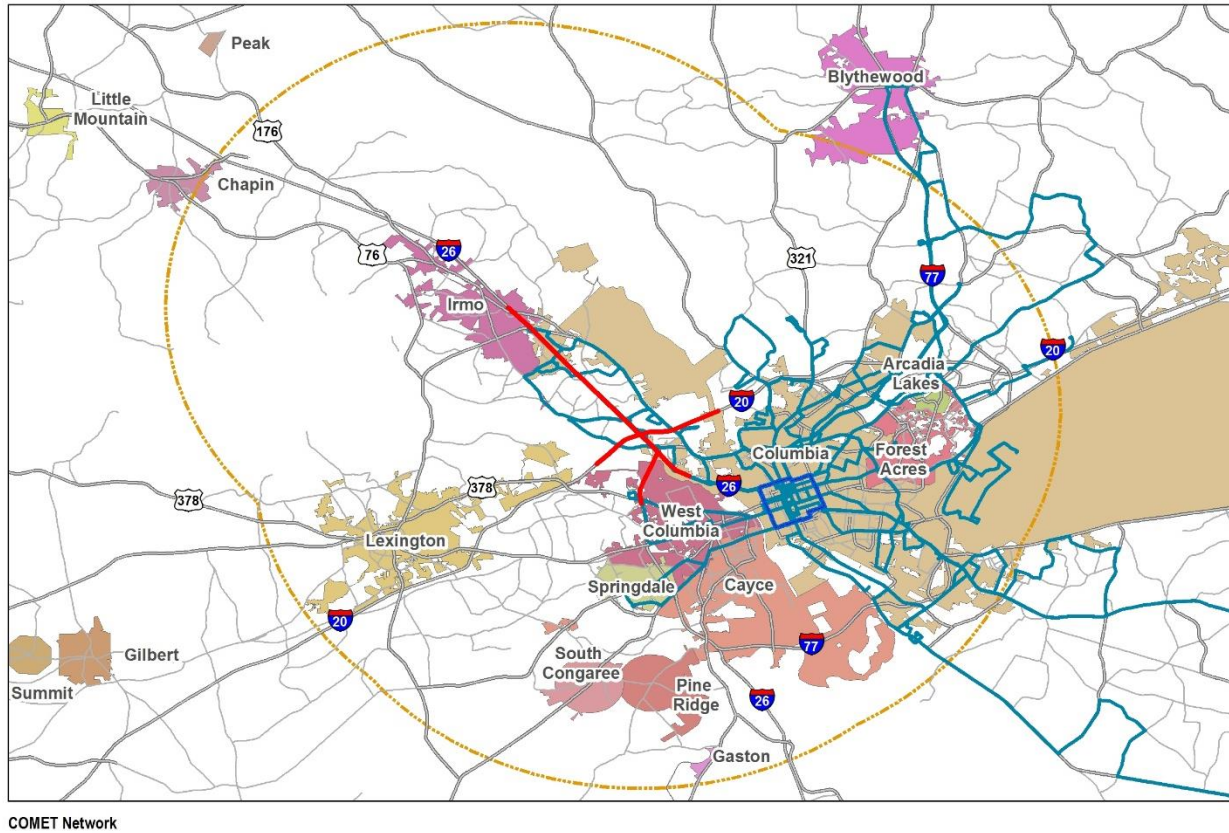 Peak
Blythewood
Little
Mountain
176
Chapin
76
26
321
77
Irmo
20
Arcadia
Lakes
20
Columbia
Forest
Acres
378
378
26
West
Columbia
Lexington
Springdale
Cayce
20
77
Gilbert
Summit
South
Congaree
Pine
Ridge
26
Gaston
COMET Network